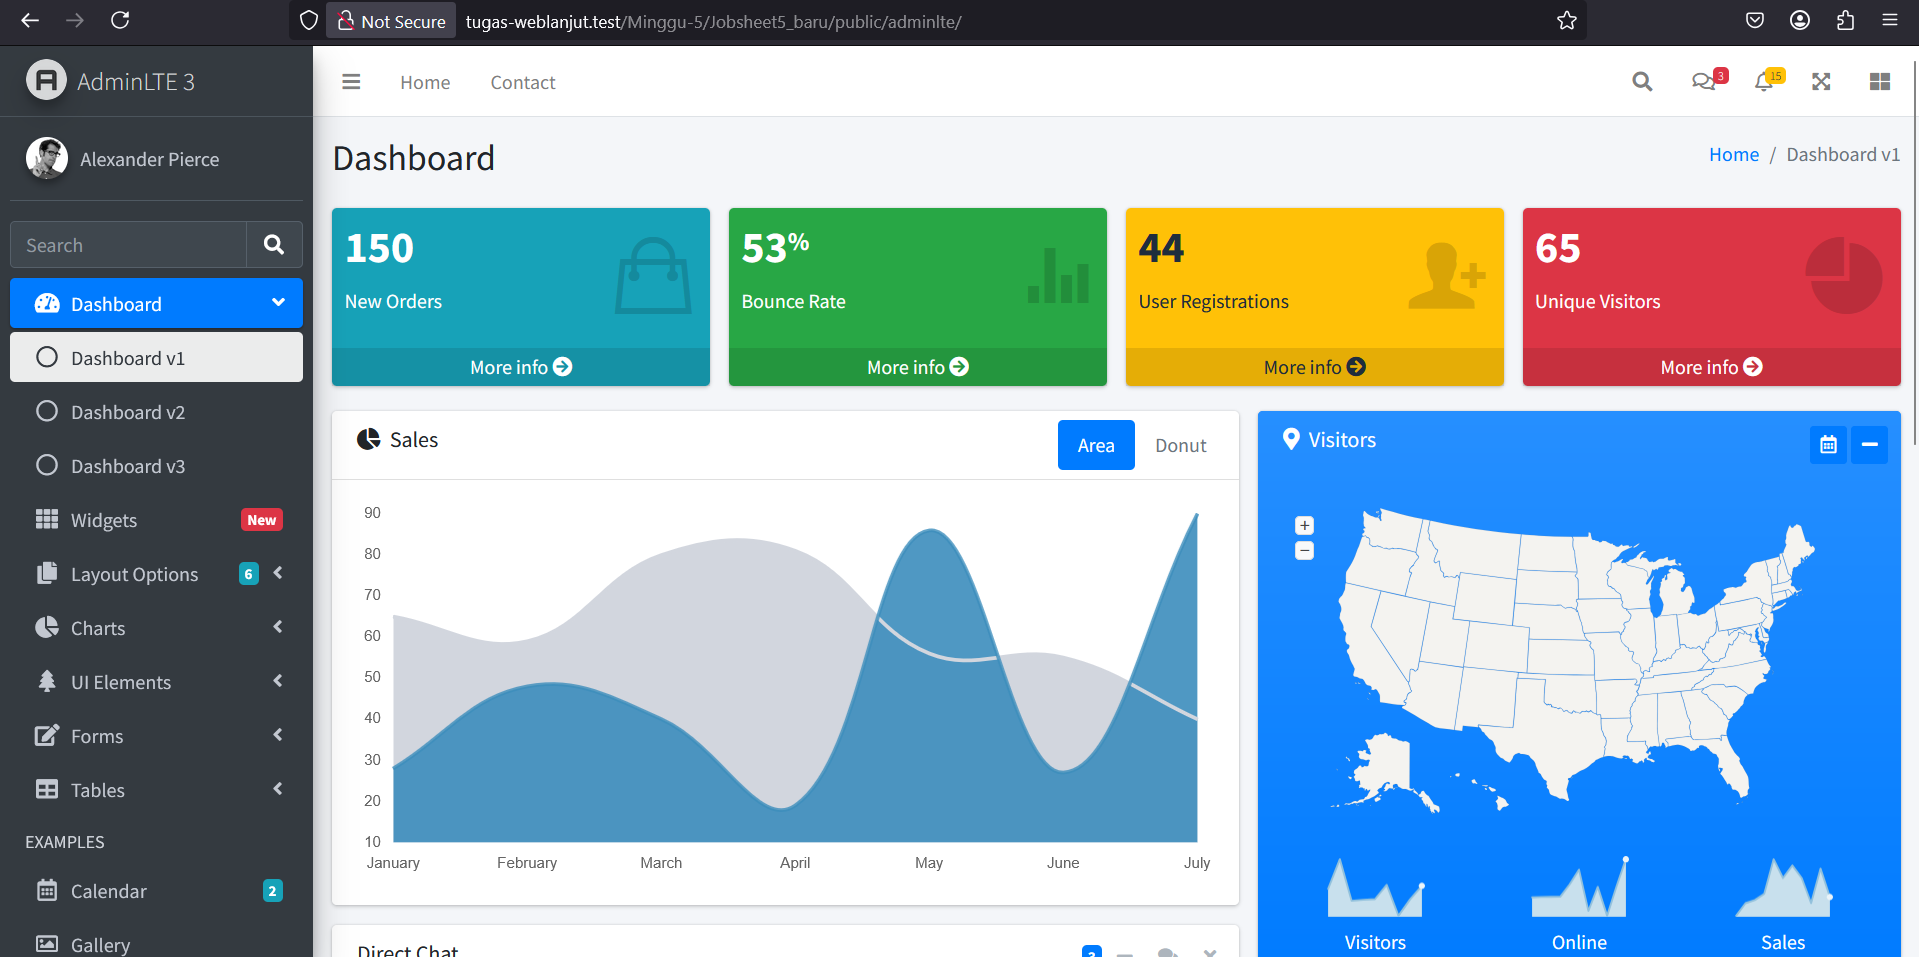 Not Secure
tugas-weblanjut.test/Minggu-5/Jobsheet5_baru/public/adminlte/
AdminLTE 3
Home
Contact
3
15
Alexander Pierce
Dashboard
Home / Dashboard v1
Search
Dashboard
Dashboard v1
Dashboard v2
Dashboard v3
Widgets
New
Layout Options
6
Charts
UI Elements
Forms
Tables
EXAMPLES
Calendar
2
Gallery
150
New Orders
More info
53%
Bounce Rate
More info
44
User Registrations
More info
65
Unique Visitors
More info
Sales
Area
Donut
90
80
70
60
50
40
30
20
10
January
February
March
April
May
June
July
Visitors
+
−
Visitors
Online
Sales
Direct Chat
3